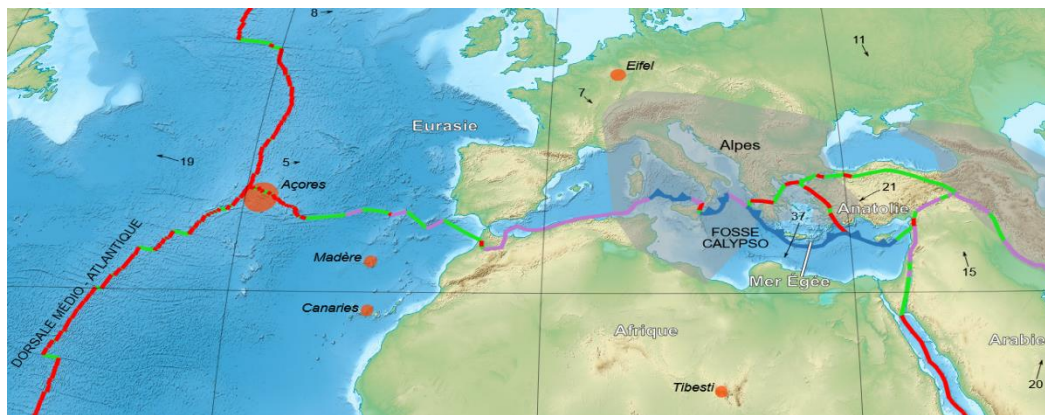 8
11
Eifel
7
Eurasie
Alpes
19
5
Açores
21
37
Anatolie
FOSSE
CALYPSO
Madère
15
Mer Égée
DORSALE MÉDIO - ATLANTIQUE
Canaries
Afrique
Arabie
20
Tibesti